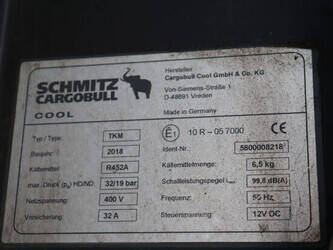 SCHMITZ
CARGOBULL
COOL
Hersteller
Cargobull Cool GmbH & Co. KG
Von-Siemens-Straße 1
D-48691 Vreden
Made in Germany
Typ / Type: TKM
E1 10 R - 05 7000
Baujahr: 2018
Ident-Nr.: 5800008218
Kältemittel: R452A
Kältemittelmenge: 6,5 kg
max. Druck (pₛ) HD/ND: 32/19 bar
Schallleistungspegel 99,8 dB(A)
Netzspannung: 400 V
Frequenz: 50 Hz
Vorsicherung: 32 A
Steuerspannung: 12V DC